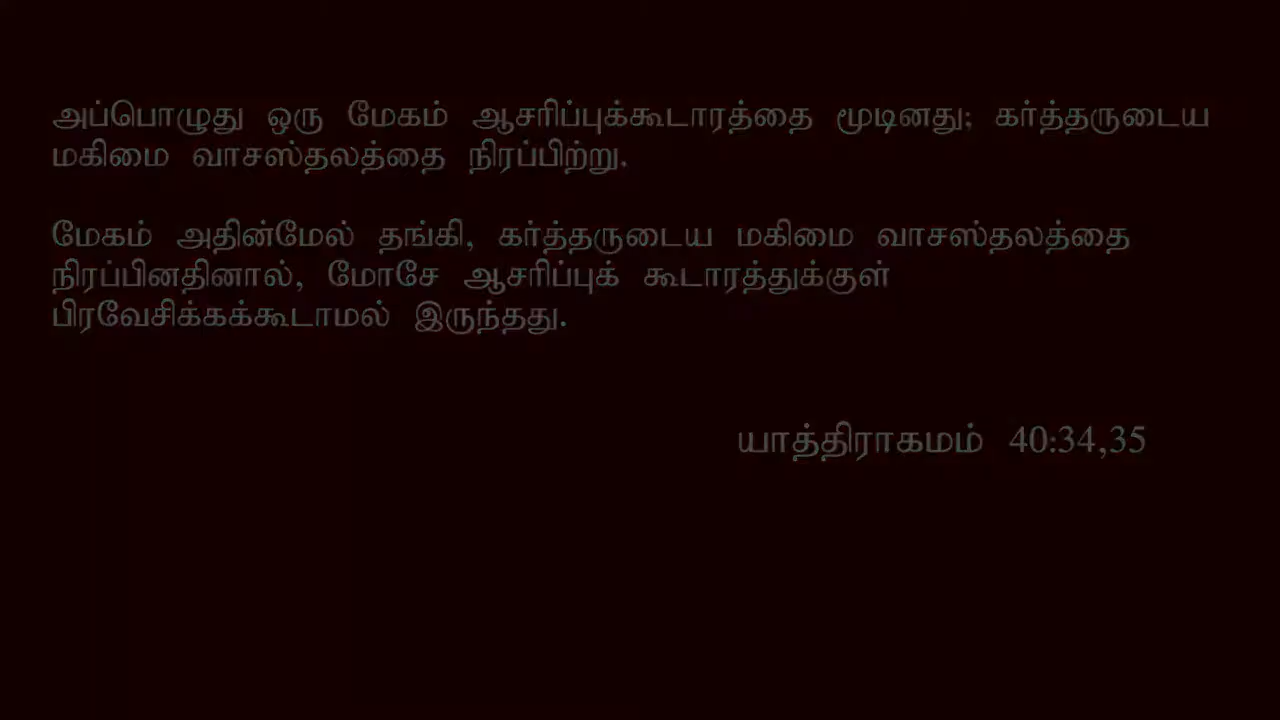 அப்பொழுது ஒரு மேகம் ஆசரிப்புக்கூடாரத்தை மூடினது; கர்த்தருடைய
மகிமை வாசஸ்தலத்தை நிரப்பிற்று.
மேகம் அதின்மேல் தங்கி, கர்த்தருடைய மகிமை வாசஸ்தலத்தை
நிரப்பினதினால், மோசே ஆசரிப்புக் கூடாரத்துக்குள்
பிரவேசிக்கக்கூடாமல் இருந்தது.
யாத்திராகமம் 40:34,35